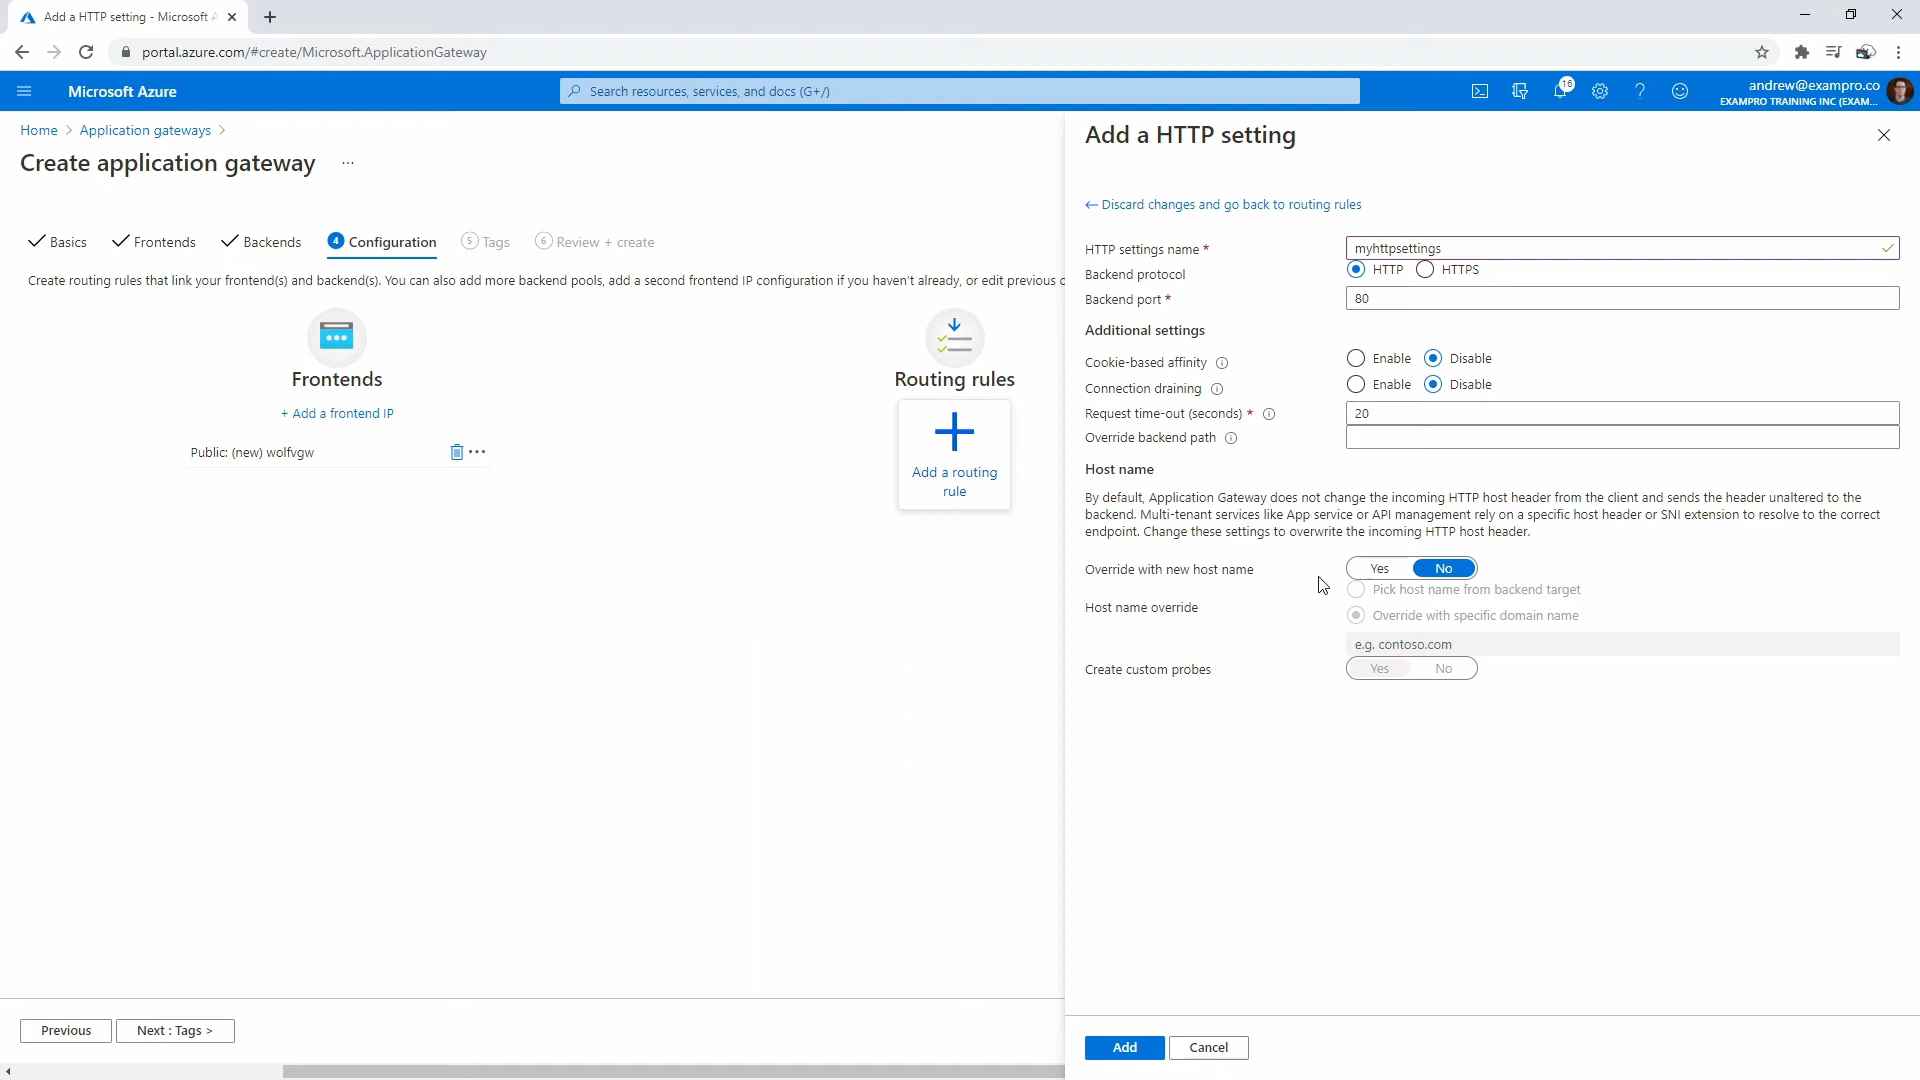 Add a HTTP setting - Microsoft A
portal.azure.com/#create/Microsoft.ApplicationGateway
Microsoft Azure
Search resources, services, and docs (G+/)
16
andrew@exampro.co
EXAMPRO TRAINING INC (EXAM...
Home > Application gateways >
Create application gateway ...
Basics
Frontends
Backends
4 Configuration
5 Tags
6 Review + create
Create routing rules that link your frontend(s) and backend(s). You can also add more backend pools, add a second frontend IP configuration if you haven't already, or edit previous c
Frontends
+ Add a frontend IP
Public: (new) wolfvgw
Routing rules
Add a routing
rule
Previous
Next : Tags >
Add a HTTP setting
← Discard changes and go back to routing rules
HTTP settings name *
myhttpsettings
Backend protocol
HTTP
HTTPS
Backend port *
80
Additional settings
Cookie-based affinity
Enable
Disable
Connection draining
Enable
Disable
Request time-out (seconds) *
20
Override backend path
Host name
By default, Application Gateway does not change the incoming HTTP host header from the client and sends the header unaltered to the
backend. Multi-tenant services like App service or API management rely on a specific host header or SNI extension to resolve to the correct
endpoint. Change these settings to overwrite the incoming HTTP host header.
Override with new host name
Yes
No
Pick host name from backend target
Host name override
Override with specific domain name
e.g. contoso.com
Create custom probes
Yes
No
Add
Cancel